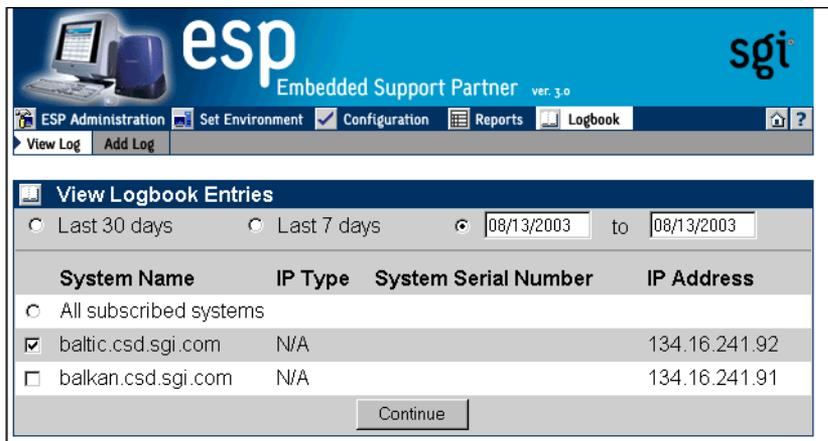 esp
sgi
Embedded Support Partner ver. 3.0
ESP Administration Set Environment Configuration Reports Logbook ?
View Log Add Log
View Logbook Entries
Last 30 days Last 7 days 08/13/2003 to 08/13/2003
System Name IP Type System Serial Number IP Address
All subscribed systems
baltic.csd.sgi.com N/A 134.16.241.92
balkan.csd.sgi.com N/A 134.16.241.91
Continue